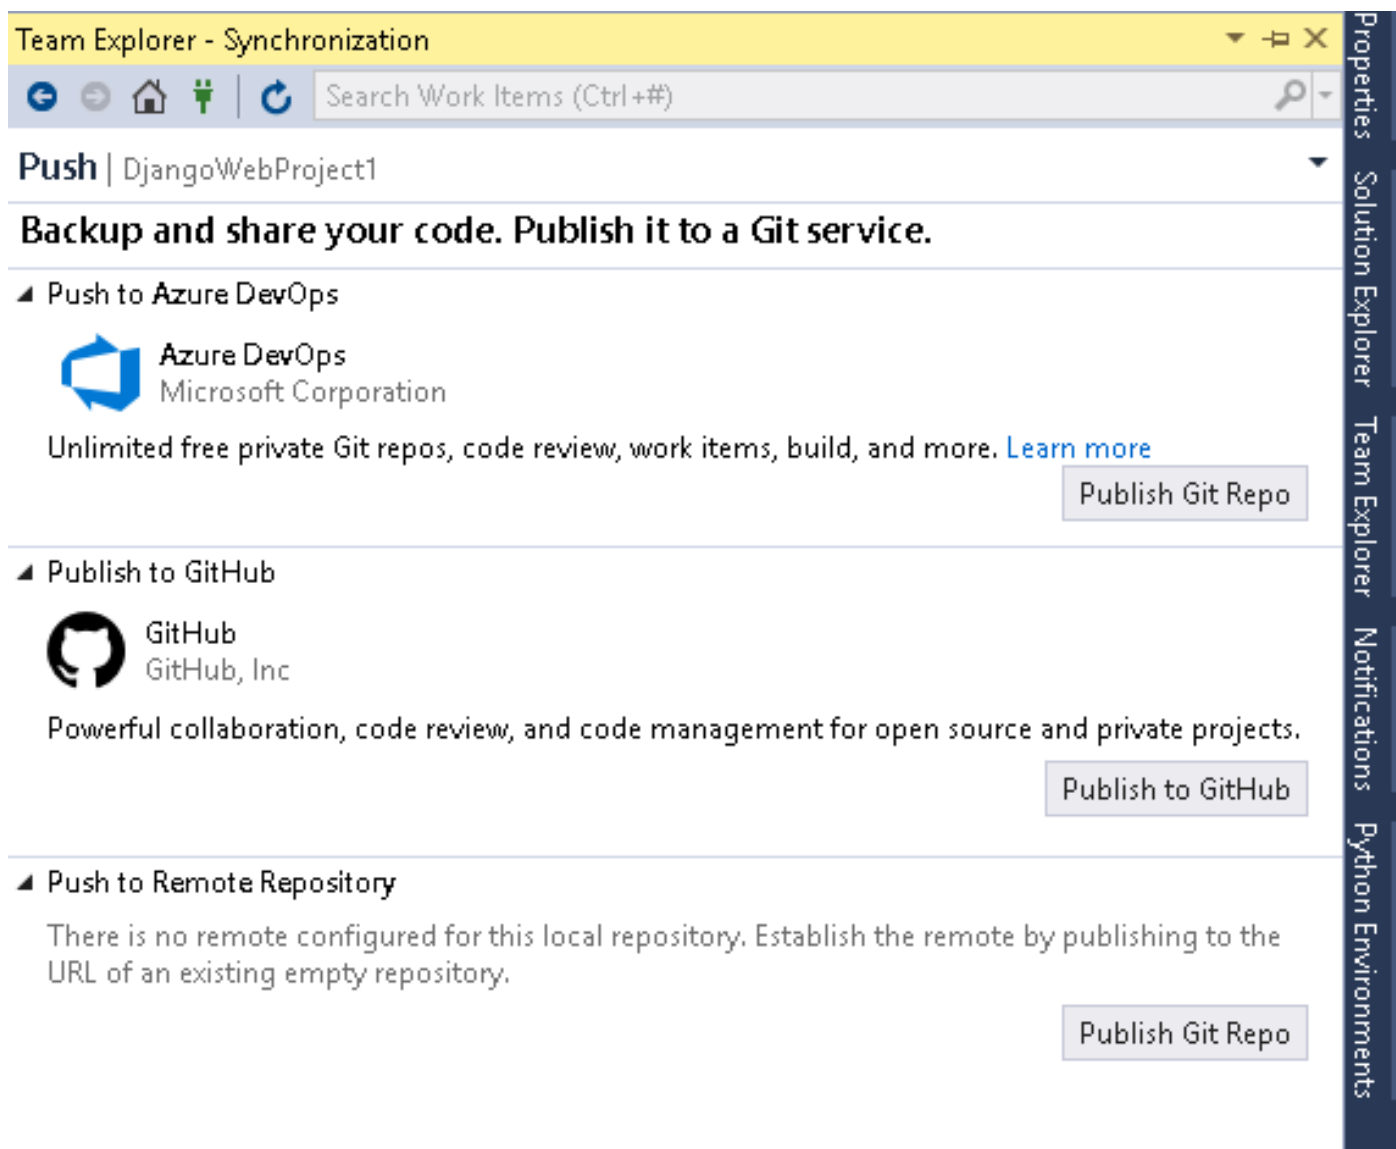 Team Explorer - Synchronization
Search Work Items (Ctrl+#)
Push | DjangoWebProject1
Backup and share your code. Publish it to a Git service.
Push to Azure DevOps
Azure DevOps
Microsoft Corporation
Unlimited free private Git repos, code review, work items, build, and more. Learn more
Publish Git Repo
Publish to GitHub
GitHub
GitHub, Inc
Powerful collaboration, code review, and code management for open source and private projects.
Publish to GitHub
Push to Remote Repository
There is no remote configured for this local repository. Establish the remote by publishing to the
URL of an existing empty repository.
Publish Git Repo
Properties
Solution Explorer
Team Explorer
Notifications
Python Environments